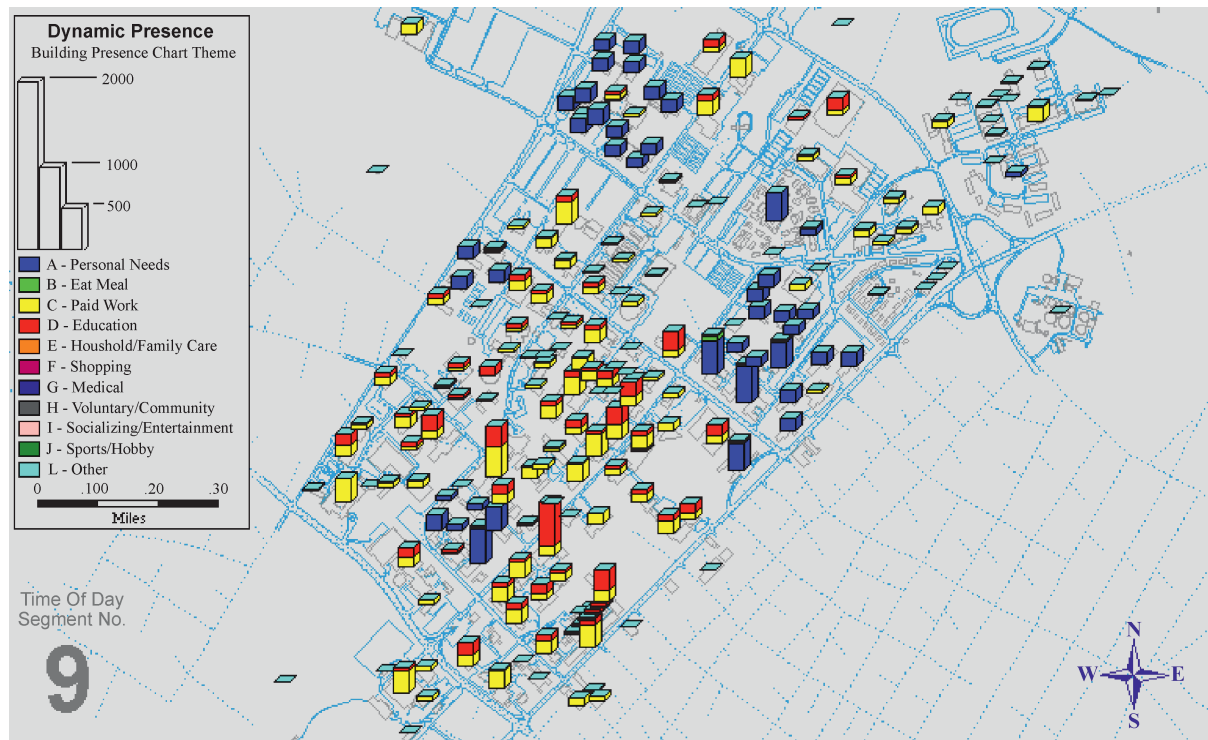 Dynamic Presence
Building Presence Chart Theme
2000
1000
500
A - Personal Needs
B - Eat Meal
C - Paid Work
D - Education
E - Houshold/Family Care
F - Shopping
G - Medical
H - Voluntary/Community
I - Socializing/Entertainment
J - Sports/Hobby
L - Other
0 .100 .20 .30
Miles
Time Of Day
Segment No.
9
N
W E
S